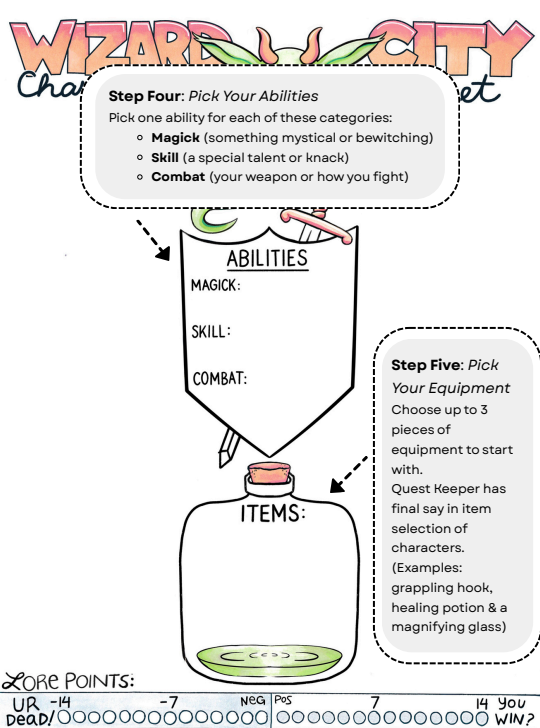 WIZARD CITY
Cha et
Step Four: Pick Your Abilities
Pick one ability for each of these categories:
Magick (something mystical or bewitching)
Skill (a special talent or knack)
Combat (your weapon or how you fight)
ABILITIES
MAGICK:
SKILL:
COMBAT:
Step Five: Pick
Your Equipment
Choose up to 3
pieces of
equipment to start
with.
Quest Keeper has
final say in item
selection of
characters.
(Examples:
grappling hook,
healing potion & a
magnifying glass)
ITEMS:
LORE POINTS:
UR -14 -7 NEG POS 7 14 YOU
DEAD! WIN?